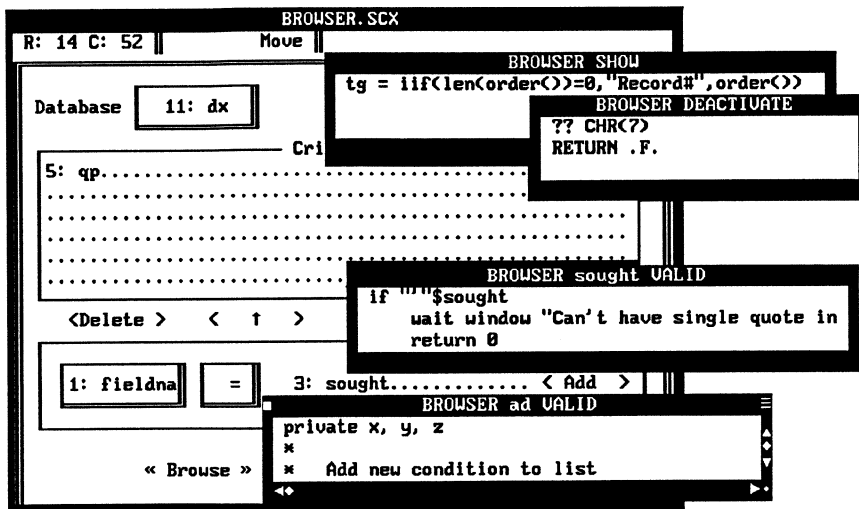 BROWSER.SCX
R: 14 C: 52 Move
BROWSER SHOW
tg = iif(len(order())=0,"Record#",order())
BROWSER DEACTIVATE
?? CHR(7)
RETURN .F.
Database 11: dx
Cri
5: qp..................................................
..........................................................
..........................................................
..........................................................
..........................................................
..........................................................
BROWSER sought VALID
if "'"$sought
wait window "Can't have single quote in
return 0
<Delete > < ↑ >
1: fieldna = 3: sought............. < Add >
BROWSER ad VALID
private x, y, z
*
* Add new condition to list
« Browse »